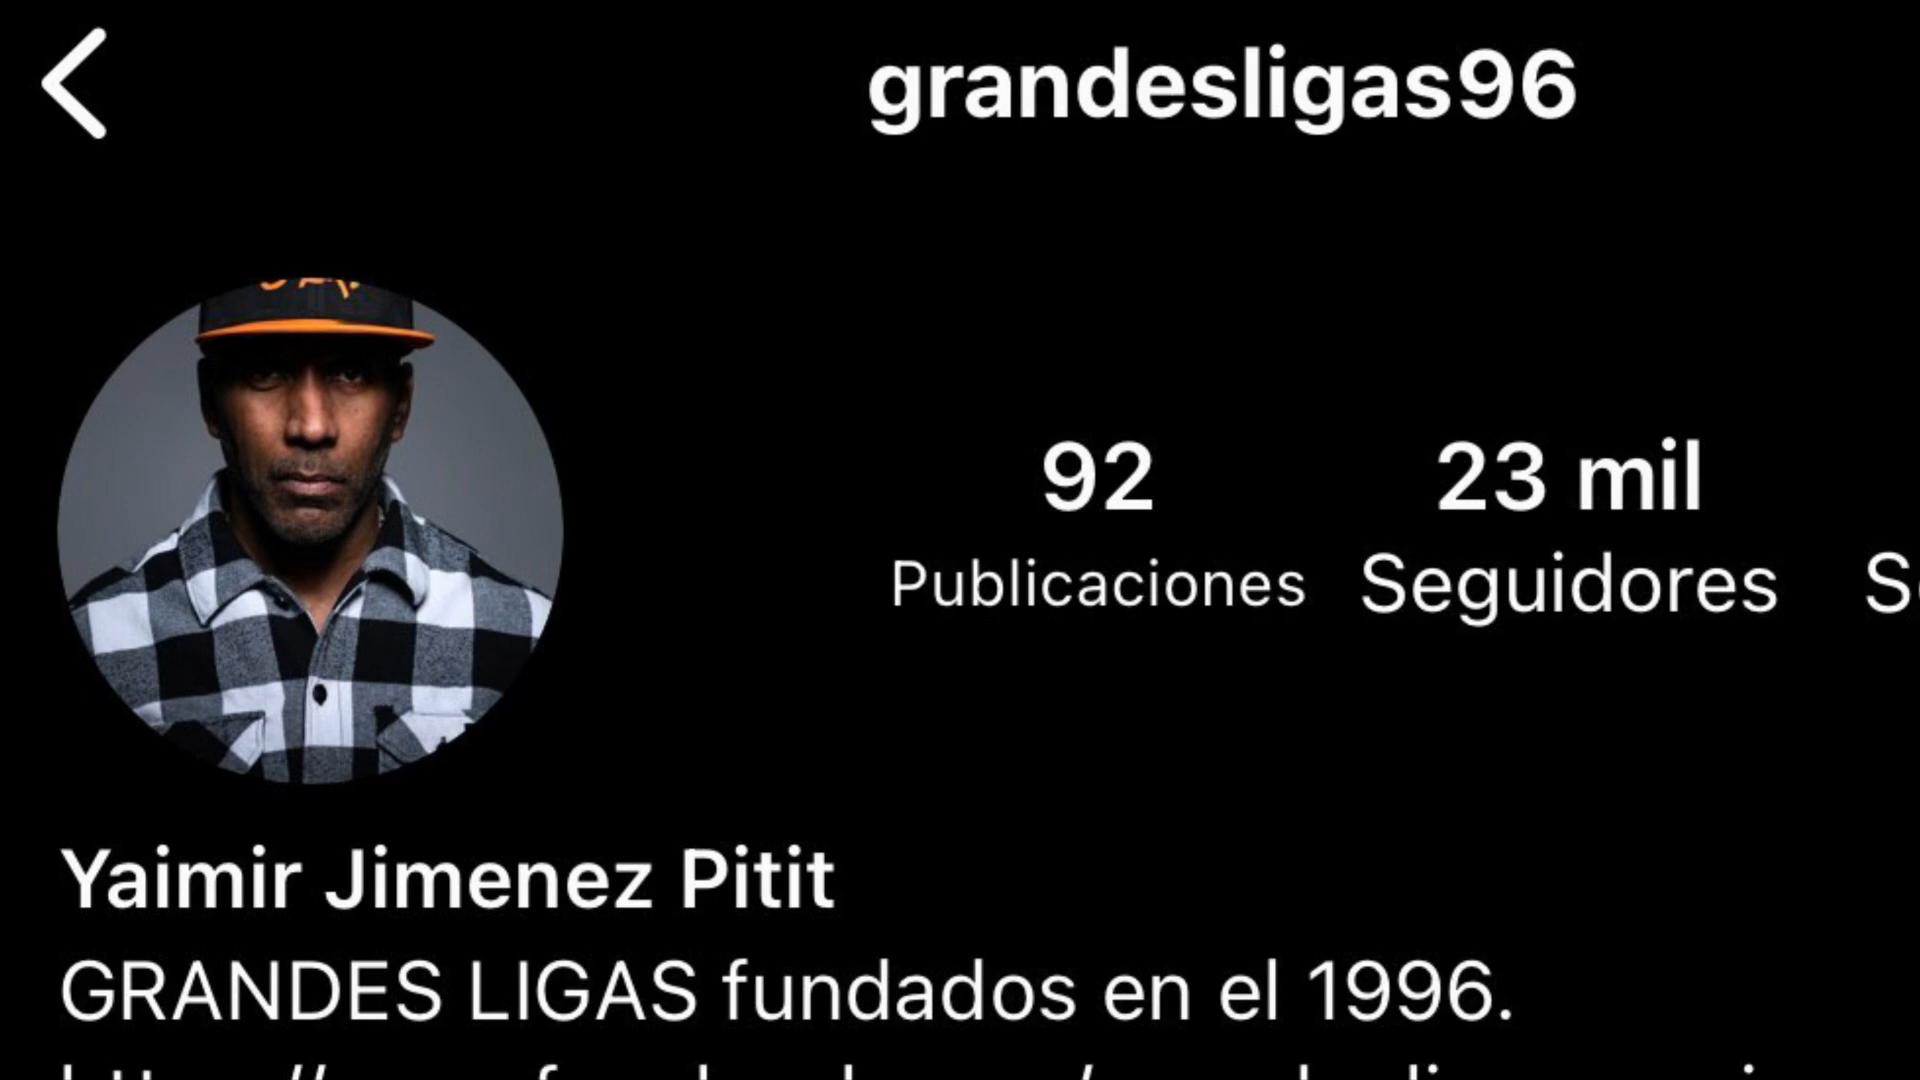 grandesligas96
92 23 mil
Publicaciones Seguidores
Yaimir Jimenez Pitit
GRANDES LIGAS fundados en el 1996.